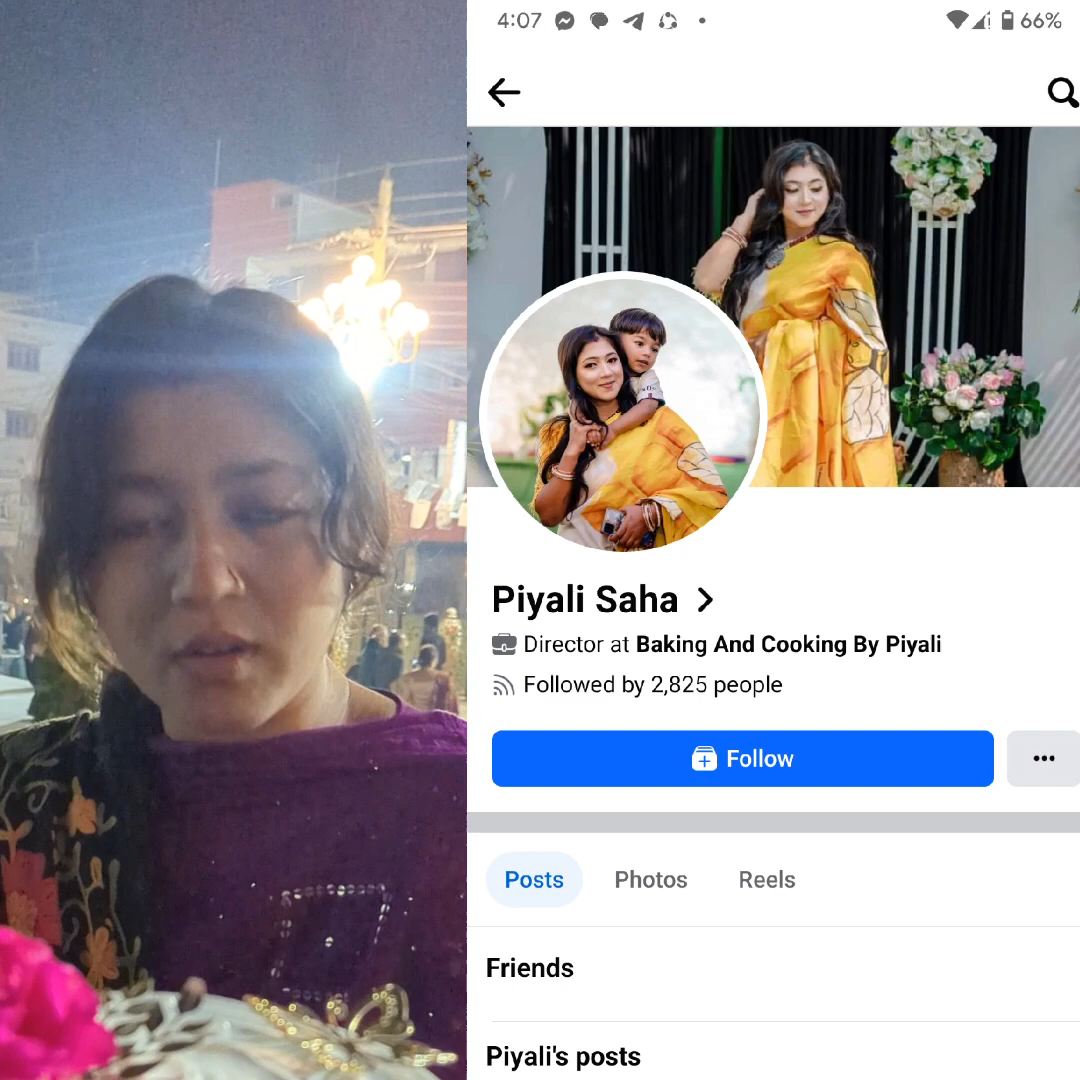 4:07
66%
Piyali Saha
Director at Baking And Cooking By Piyali
Followed by 2,825 people
Follow
Posts Photos Reels
Friends
Piyali's posts